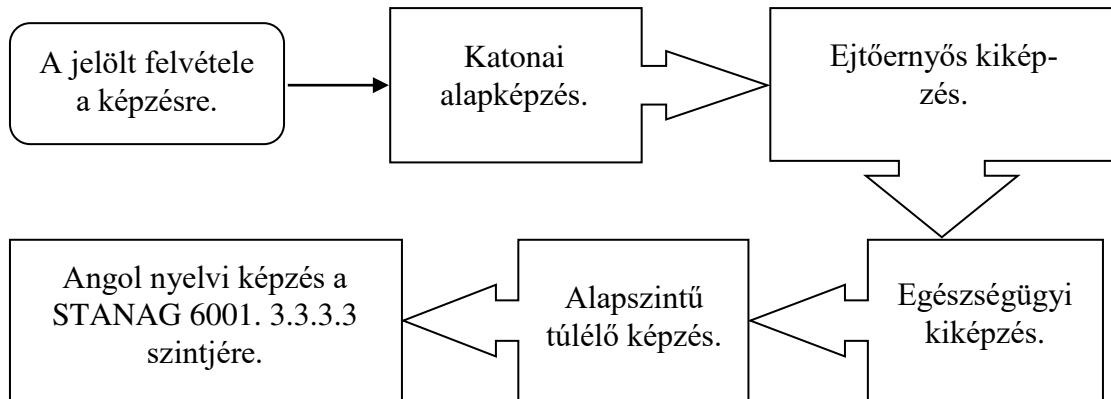 A jelölt felvétele
a képzésre.
Katonai
alapképzés.
Ejtőernyős kikép-
zés.
Egészségügyi
kiképzés.
Alapszintű
túlélő képzés.
Angol nyelvi képzés a
STANAG 6001. 3.3.3.3
szintjére.